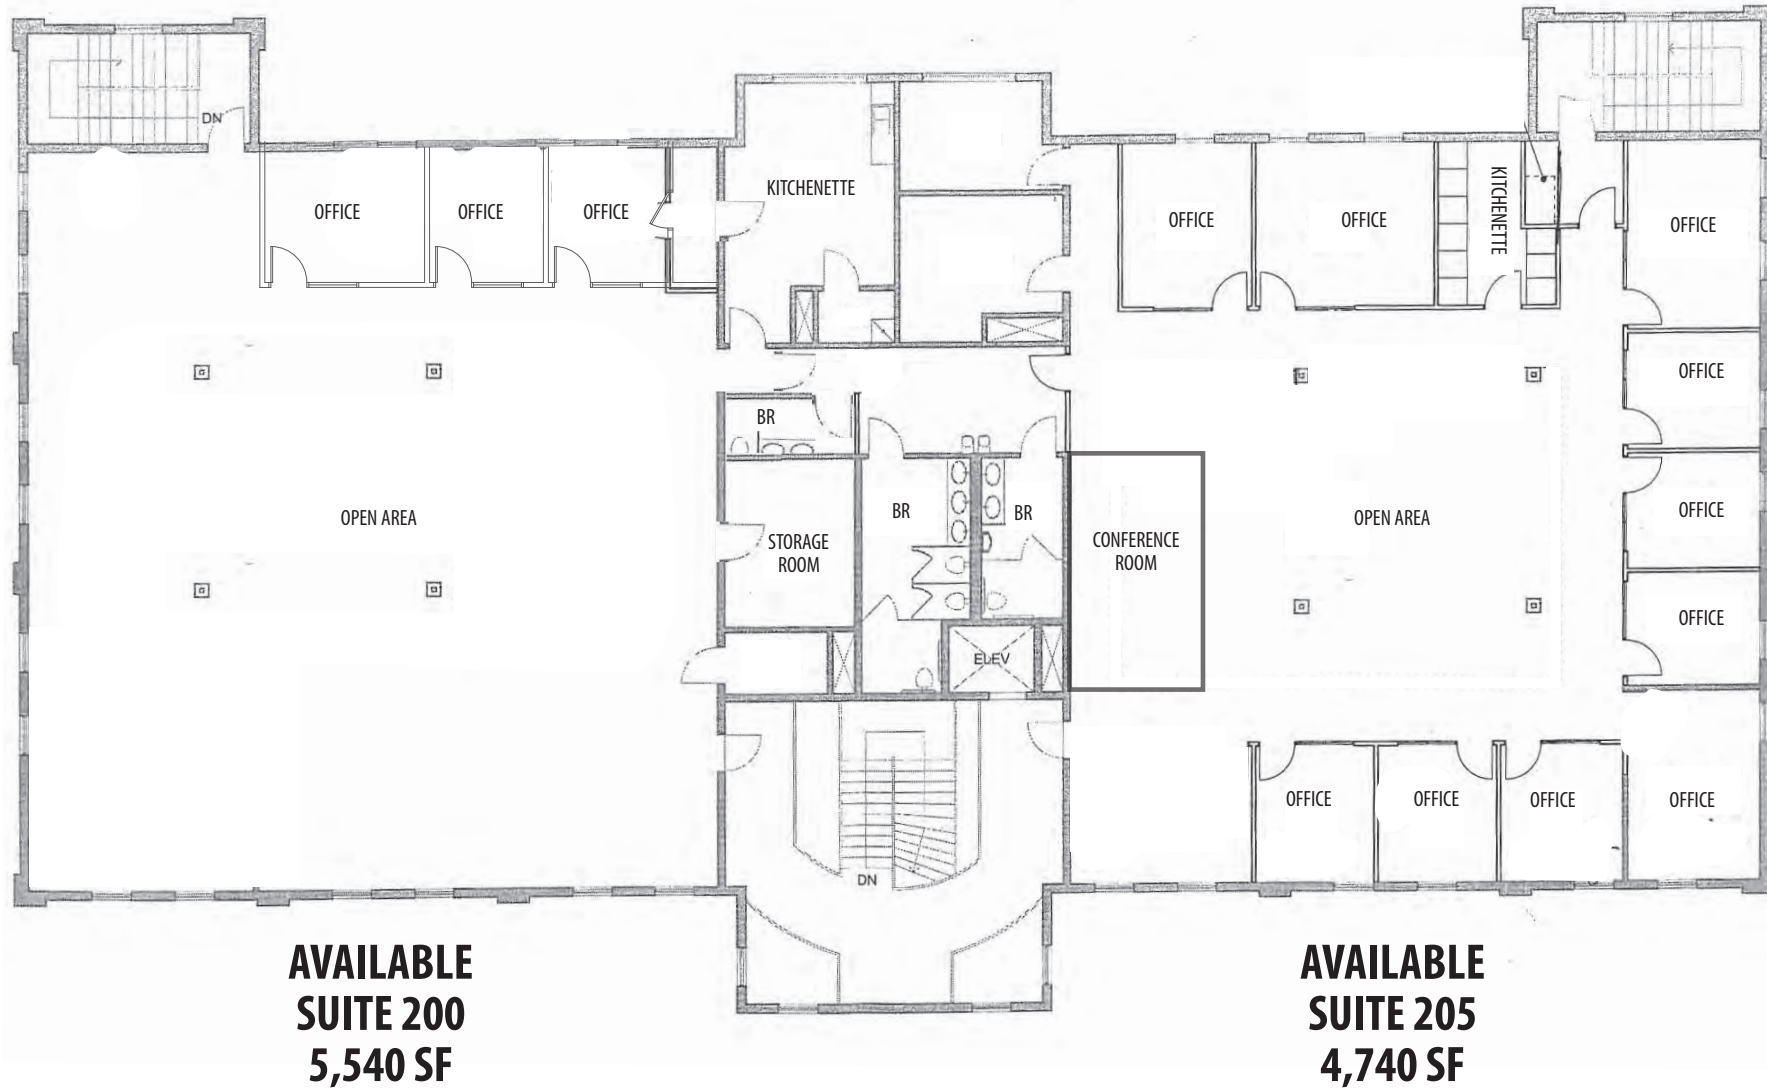 DN
KITCHENETTE
OFFICE
OFFICE
OFFICE
OFFICE
OFFICE
KITCHENETTE
OFFICE
OFFICE
BR
OPEN AREA
STORAGE
ROOM
BR
BR
CONFERENCE
ROOM
OPEN AREA
OFFICE
OFFICE
ELEV
DN
OFFICE
OFFICE
OFFICE
OFFICE
AVAILABLE
SUITE 200
5,540 SF
AVAILABLE
SUITE 205
4,740 SF